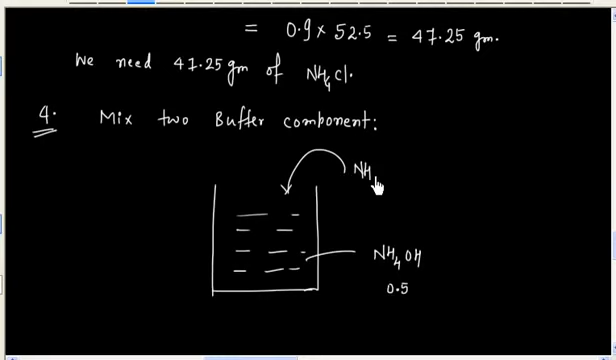 = 0.9 × 52.5 = 47.25 gm.
We need 47.25 gm of NH4Cl.
4. Mix two Buffer component:
NH
NH4OH
0.5